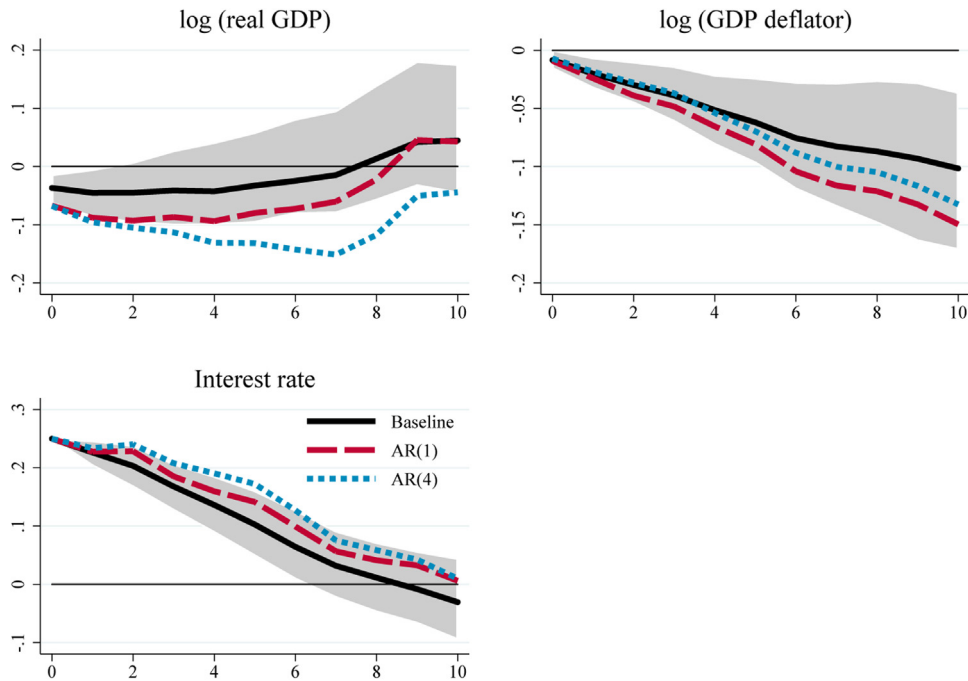 log (real GDP)
.2
.1
0
-.1
-.2
0 2 4 6 8 10
log (GDP deflator)
0
-.05
-.1
-.15
-.2
0 2 4 6 8 10
Interest rate
.3
.2
.1
0
-.1
0 2 4 6 8 10
Baseline
AR(1)
AR(4)